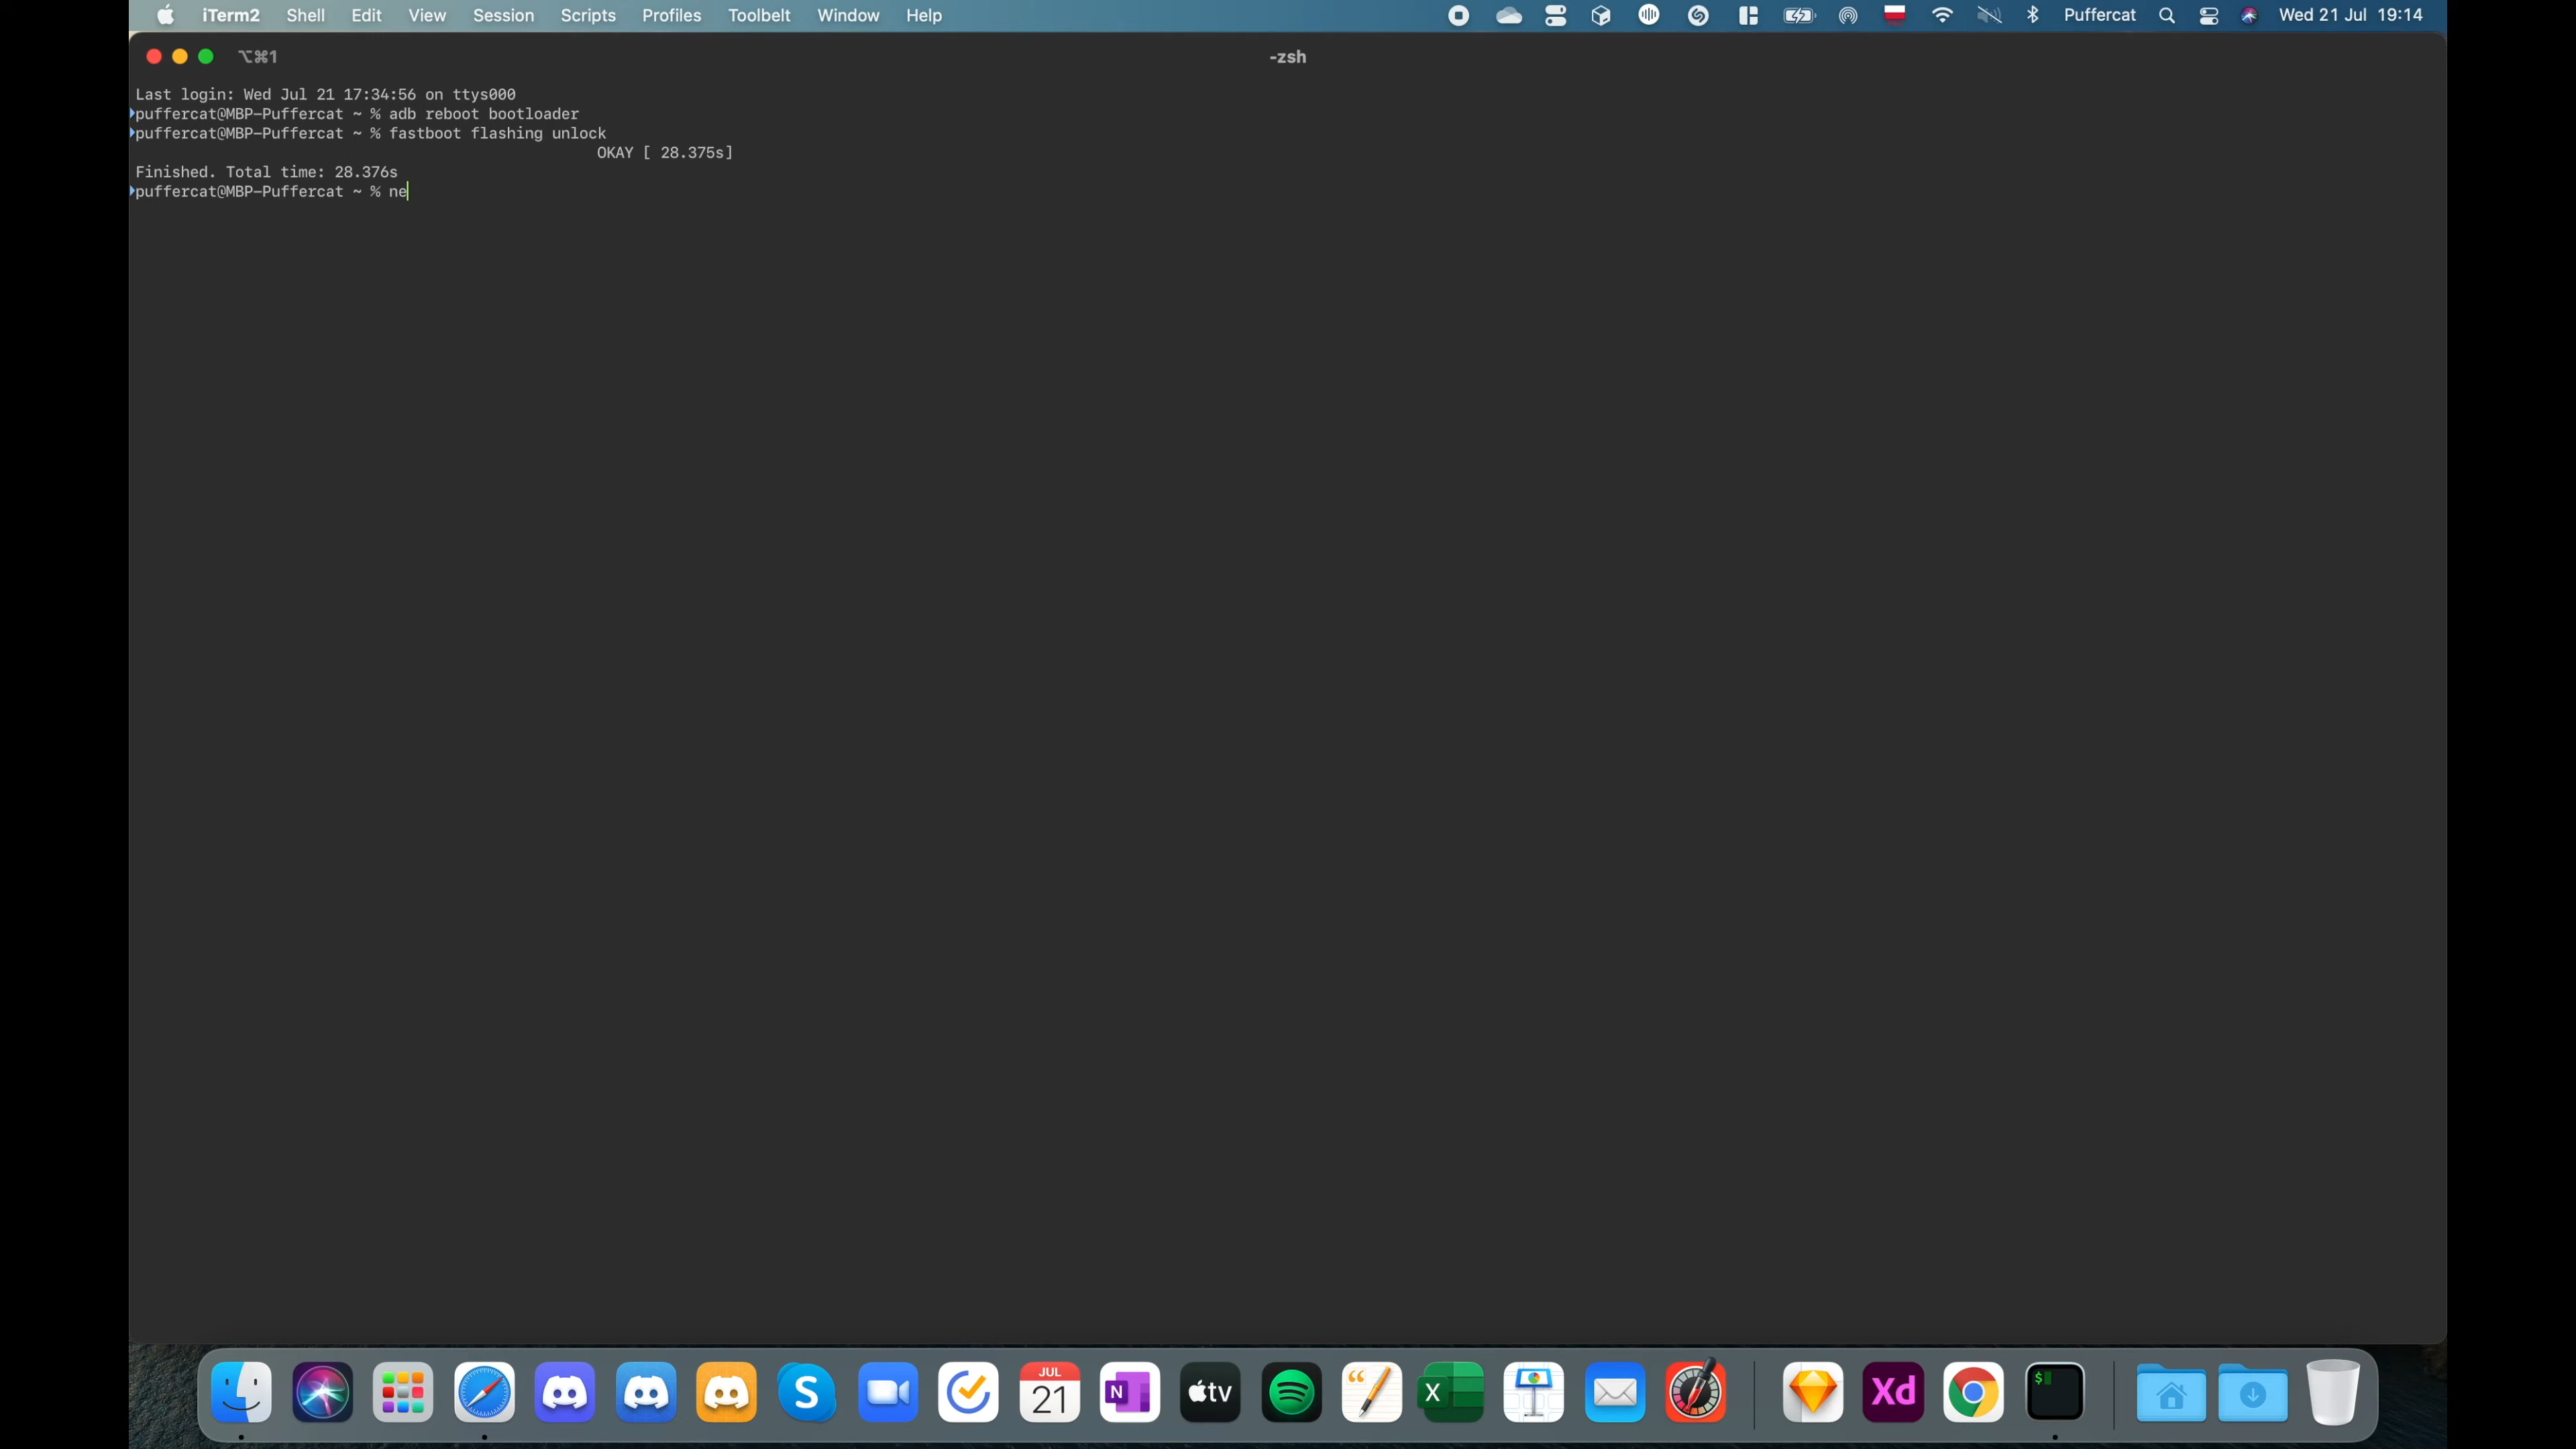 iTerm2 Shell Edit View Session Scripts Profiles Toolbelt Window Help Puffercat Wed 21 Jul 19:14
⌥⌘1 -zsh
Last login: Wed Jul 21 17:34:56 on ttys000
puffercat@MBP-Puffercat ~ % adb reboot bootloader
puffercat@MBP-Puffercat ~ % fastboot flashing unlock
OKAY [ 28.375s]
Finished. Total time: 28.376s
puffercat@MBP-Puffercat ~ % ne
S JUL 21 N tv X Xd $